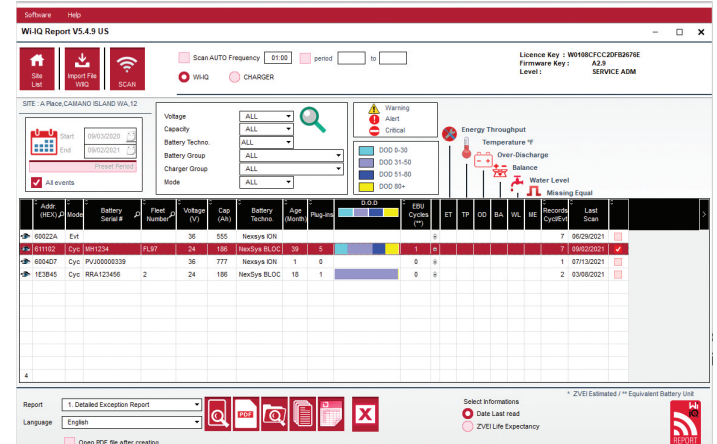 Software Help
Wi-IQ Report V5.4.9 US
Site List
Import File WIIQ
SCAN
Scan AUTO Frequency 01:00 period to
WI-IQ CHARGER
Licence Key : W0108CFCC2DFB2676E
Firmware Key : A2.9
Level : SERVICE ADM
SITE : A Place,CAMANO ISLAND WA,12
Start 09/03/2020
End 09/02/2021
Preset Period
All events
Voltage ALL
Capacity ALL
Battery Techno. ALL
Battery Group ALL
Charger Group ALL
Mode ALL
Warning
Alert
Critical
DOD 0-30
DOD 31-50
DOD 51-80
DOD 80+
Energy Throughput
Temperature °F
Over-Discharge
Balance
Water Level
Missing Equal
Addr. (HEX) Mode Battery Serial # Fleet Number Voltage (V) Cap (Ah) Battery Techno. Age (Month) Plug-ins D.O.D EBU Cycles (**) ET TP OD BA WL ME Records Cyct/Evt Last Scan
60022A Evt 36 555 Nexsys ION 7 06/29/2021
611102 Cyc MH1234 FL97 24 186 NexSys BLOC 39 5 1 7 09/02/2021
6004D7 Cyc PVJ00000339 36 777 Nexsys ION 1 0 0 1 07/13/2021
1E3B45 Cyc RRA123456 2 24 186 NexSys BLOC 18 1 0 2 03/08/2021
4
* ZVEI Estimated / ** Equivalent Battery Unit
Report 1. Detailed Exception Report
Language English
Open PDF file after creation
PDF
Select Informations
Date Last read
ZVEI Life Expectancy
Wi iQ
REPORT